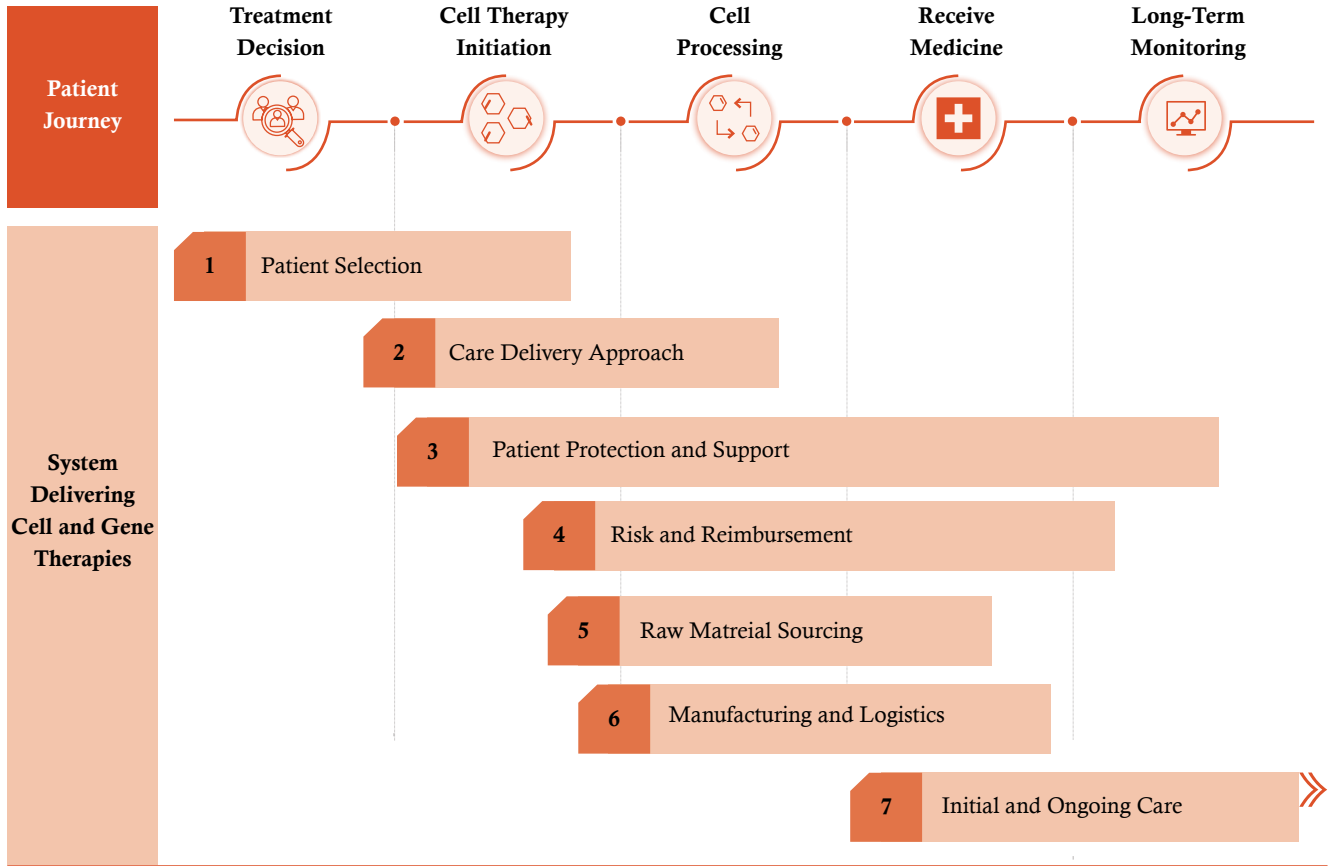 Treatment
Decision
Cell Therapy
Initiation
Cell
Processing
Receive
Medicine
Long-Term
Monitoring
Patient
Journey
1 Patient Selection
2 Care Delivery Approach
3 Patient Protection and Support
System
Delivering
Cell and Gene
Therapies
4 Risk and Reimbursement
5 Raw Matreial Sourcing
6 Manufacturing and Logistics
7 Initial and Ongoing Care